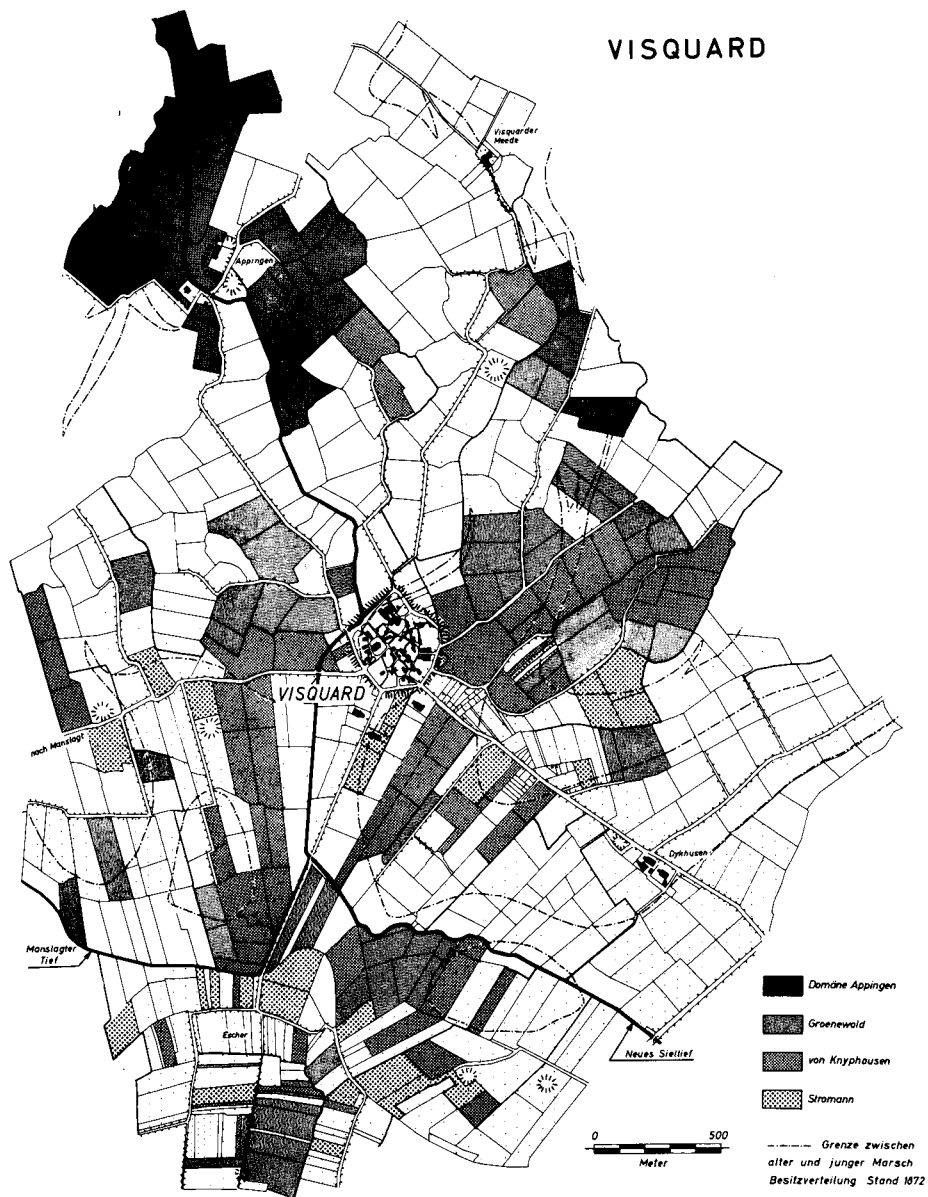 VISQUARD
Visquarder
Meede
Appingen
VISQUARD
nach Manslagt
Dykhusen
Manslagter
Tief
Escher
Neues Sieltief
Domäne Appingen
Groenewold
von Knyphausen
Stromann
0 500
Meter
Grenze zwischen
alter und junger Marsch
Besitzverteilung Stand 1872